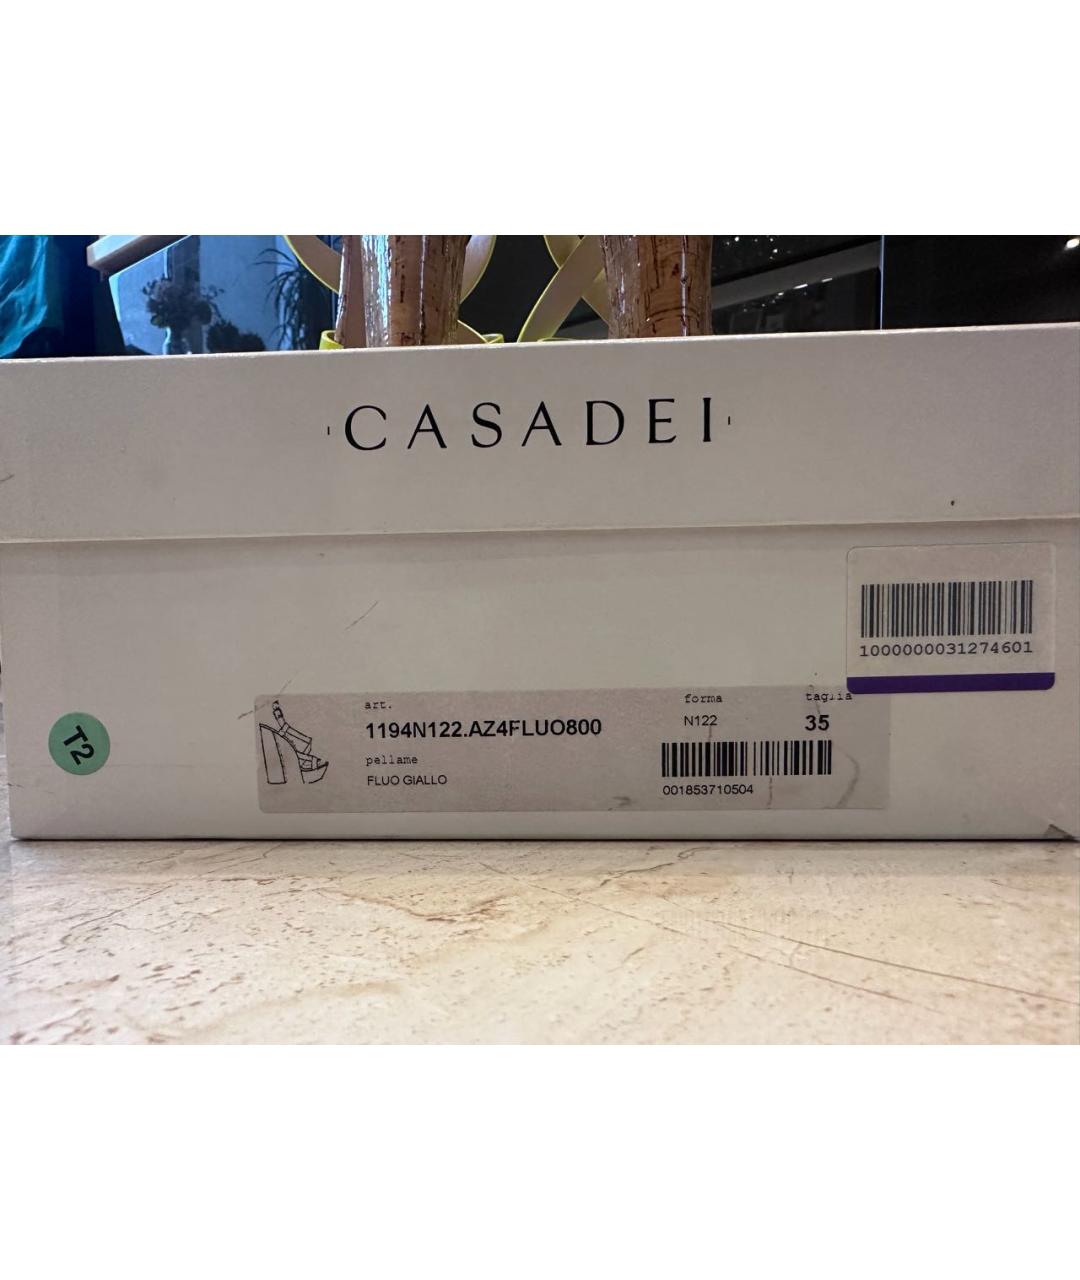 CASADEI
1000000031274601
art.
1194N122.AZ4FLUO800
pellame
FLUO GIALLO
forma
N122
taglia
35
001853710504
T2